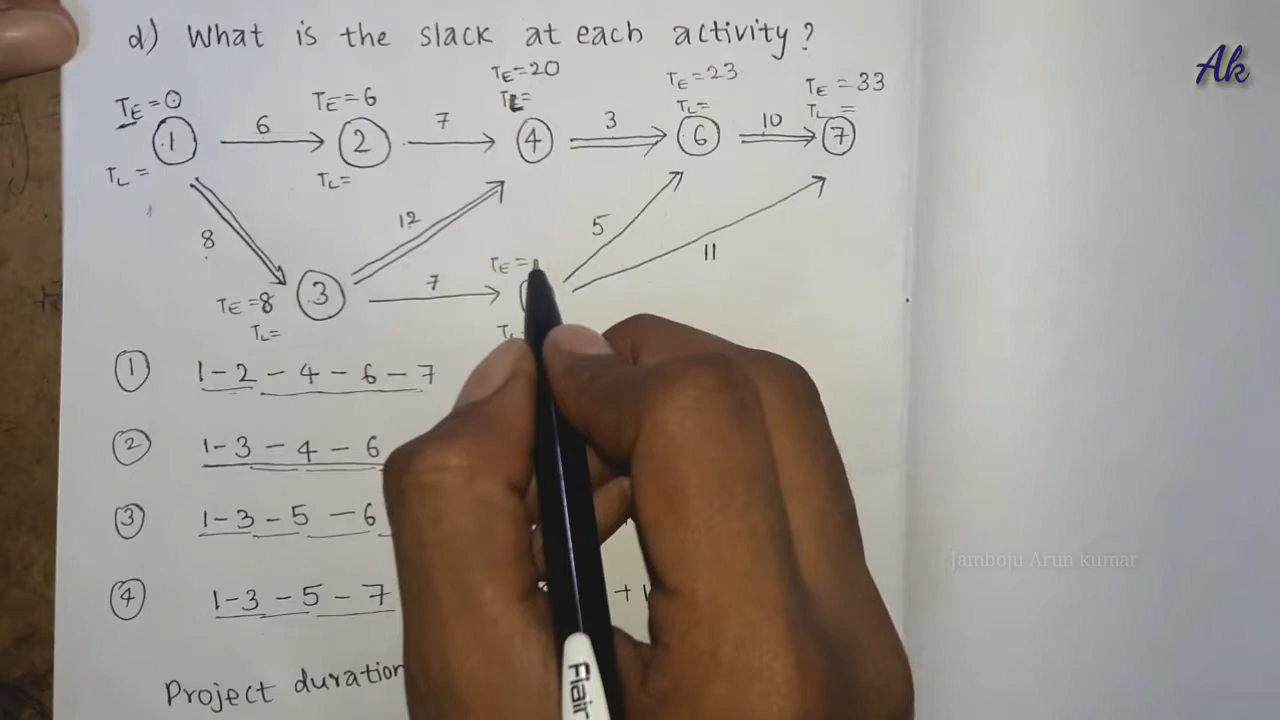 d) What is the slack at each activity?
Ak
TE=0 TE=6 TE=20 TE=23 TE=33
TL= TL= TL=
1 6 2 7 4 3 6 10 7
TL= TL=
8 12 5 11
TE=
TE=8 3 7
TL=
① 1-2-4-6-7
② 1-3-4-6
③ 1-3-5-6
④ 1-3-5-7 +
Project duration
Flair
Jamboju Arun kumar